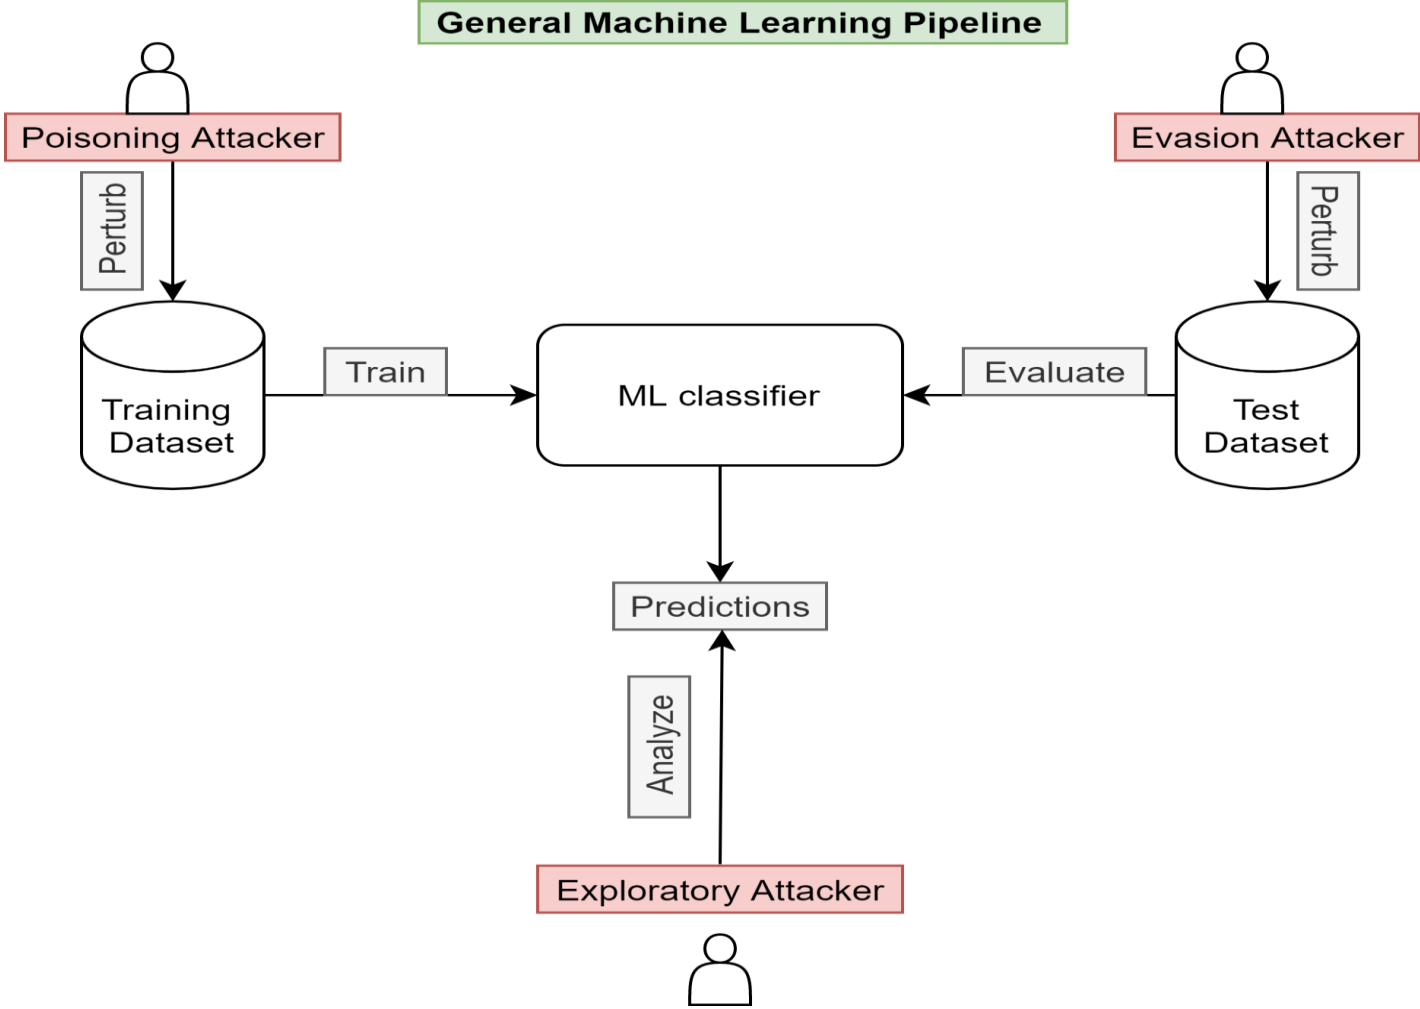 General Machine Learning Pipeline
Poisoning Attacker
Evasion Attacker
Perturb
Perturb
Train
Evaluate
ML classifier
Training
Dataset
Test
Dataset
Predictions
Analyze
Exploratory Attacker